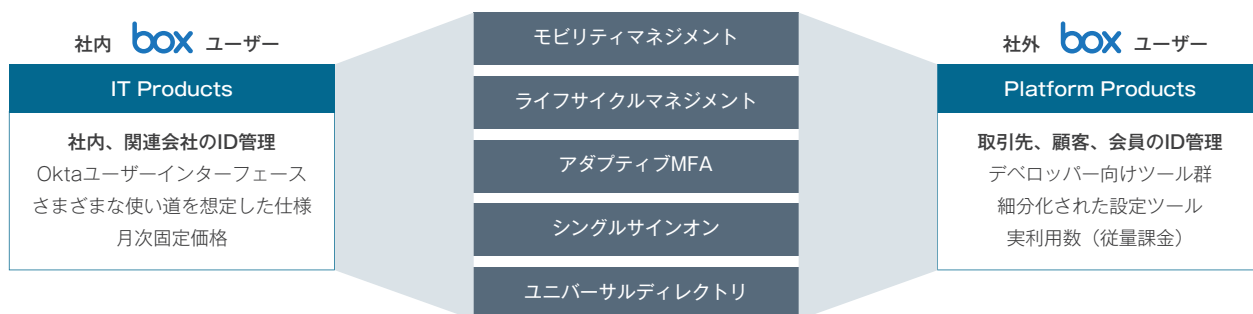 社内 box ユーザー
IT Products
社内、関連会社のID管理
Oktaユーザーインターフェース
さまざまな使い道を想定した仕様
月次固定価格
モビリティマネジメント
ライフサイクルマネジメント
アダプティブMFA
シングルサインオン
ユニバーサルディレクトリ
社外 box ユーザー
Platform Products
取引先、顧客、会員のID管理
デベロッパー向けツール群
細分化された設定ツール
実利用数（従量課金）